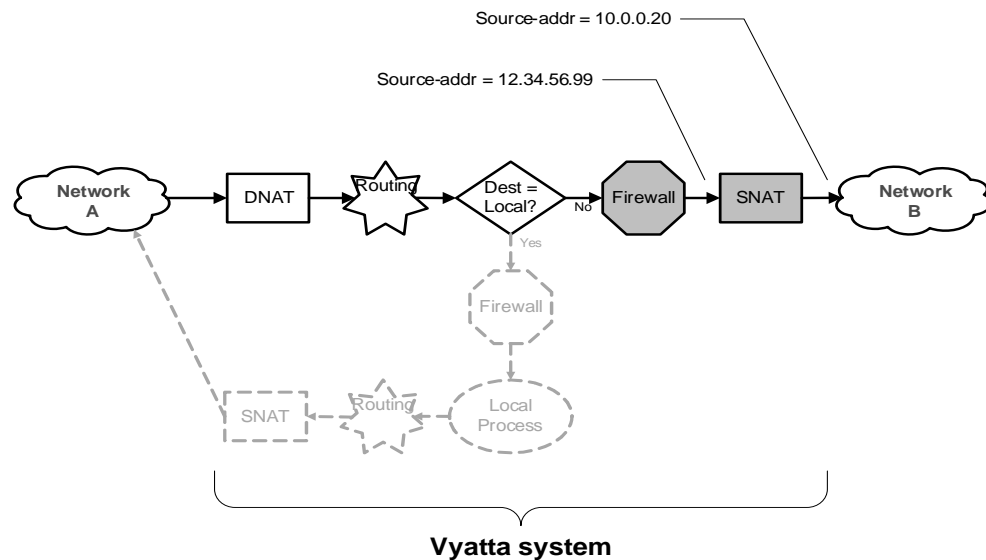 Source-addr = 10.0.0.20
Source-addr = 12.34.56.99
Network
A
DNAT
Routing
Dest =
Local?
No
Firewall
SNAT
Network
B
Yes
Firewall
SNAT
Routing
Local
Process
Vyatta system